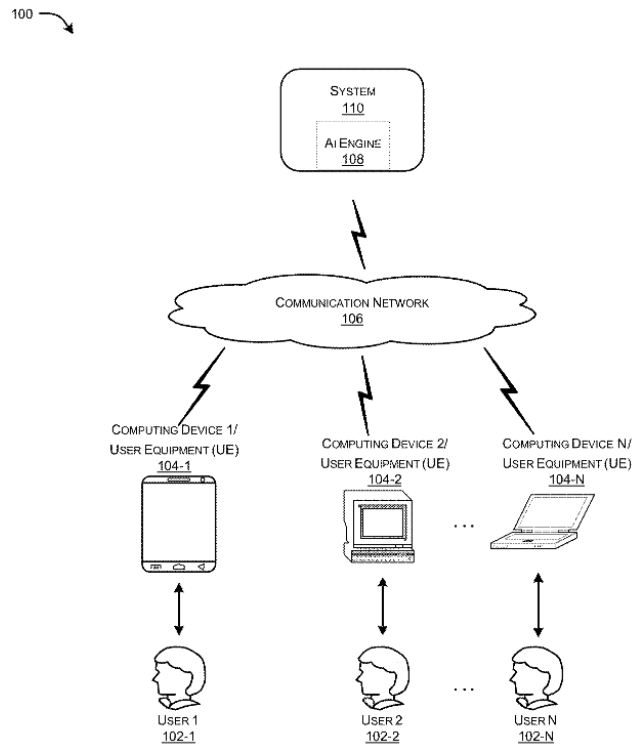 100
SYSTEM
110
AI ENGINE
108
COMMUNICATION NETWORK
106
COMPUTING DEVICE 1/
USER EQUIPMENT (UE)
104-1
COMPUTING DEVICE 2/
USER EQUIPMENT (UE)
104-2
COMPUTING DEVICE N/
USER EQUIPMENT (UE)
104-N
...
USER 1
102-1
USER 2
102-2
...
USER N
102-N